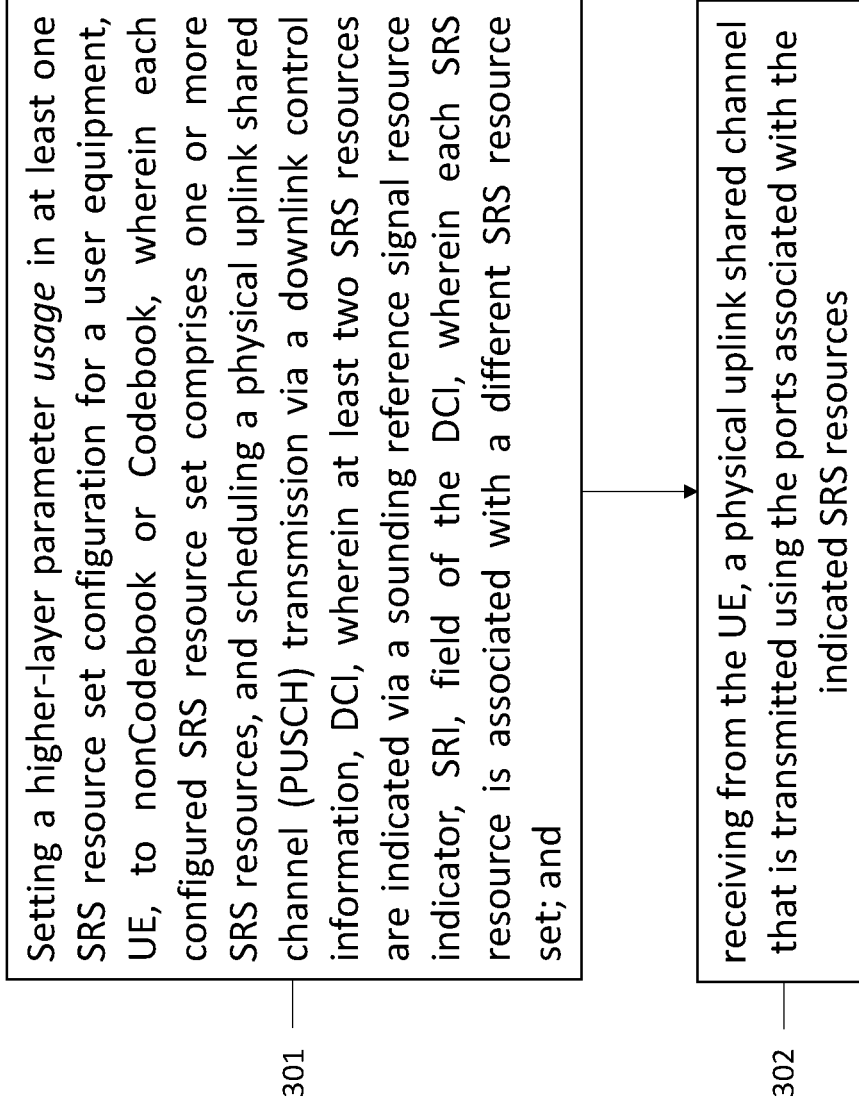 Setting a higher-layer parameter usage in at least one
SRS resource set configuration for a user equipment,
UE, to nonCodebook or Codebook, wherein each
configured SRS resource set comprises one or more
SRS resources, and scheduling a physical uplink shared
channel (PUSCH) transmission via a downlink control
information, DCI, wherein at least two SRS resources
are indicated via a sounding reference signal resource
indicator, SRI, field of the DCI, wherein each SRS
resource is associated with a different SRS resource
set; and
301
receiving from the UE, a physical uplink shared channel
that is transmitted using the ports associated with the
indicated SRS resources
302